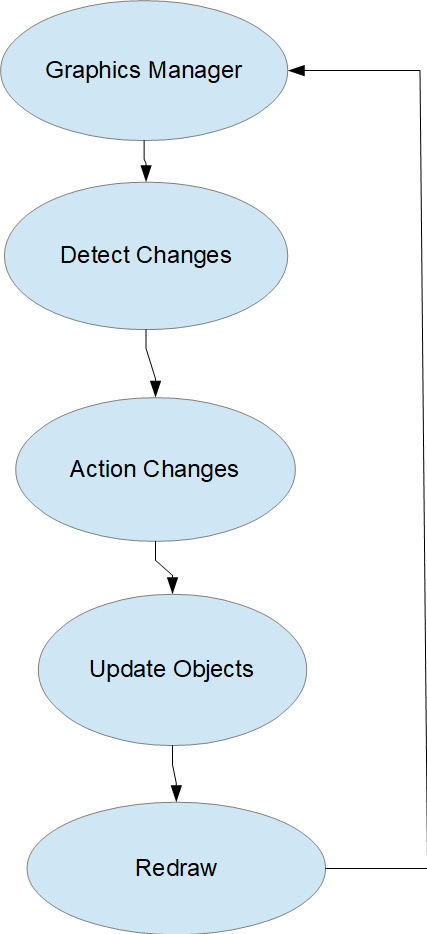 Graphics Manager
Detect Changes
Action Changes
Update Objects
Redraw